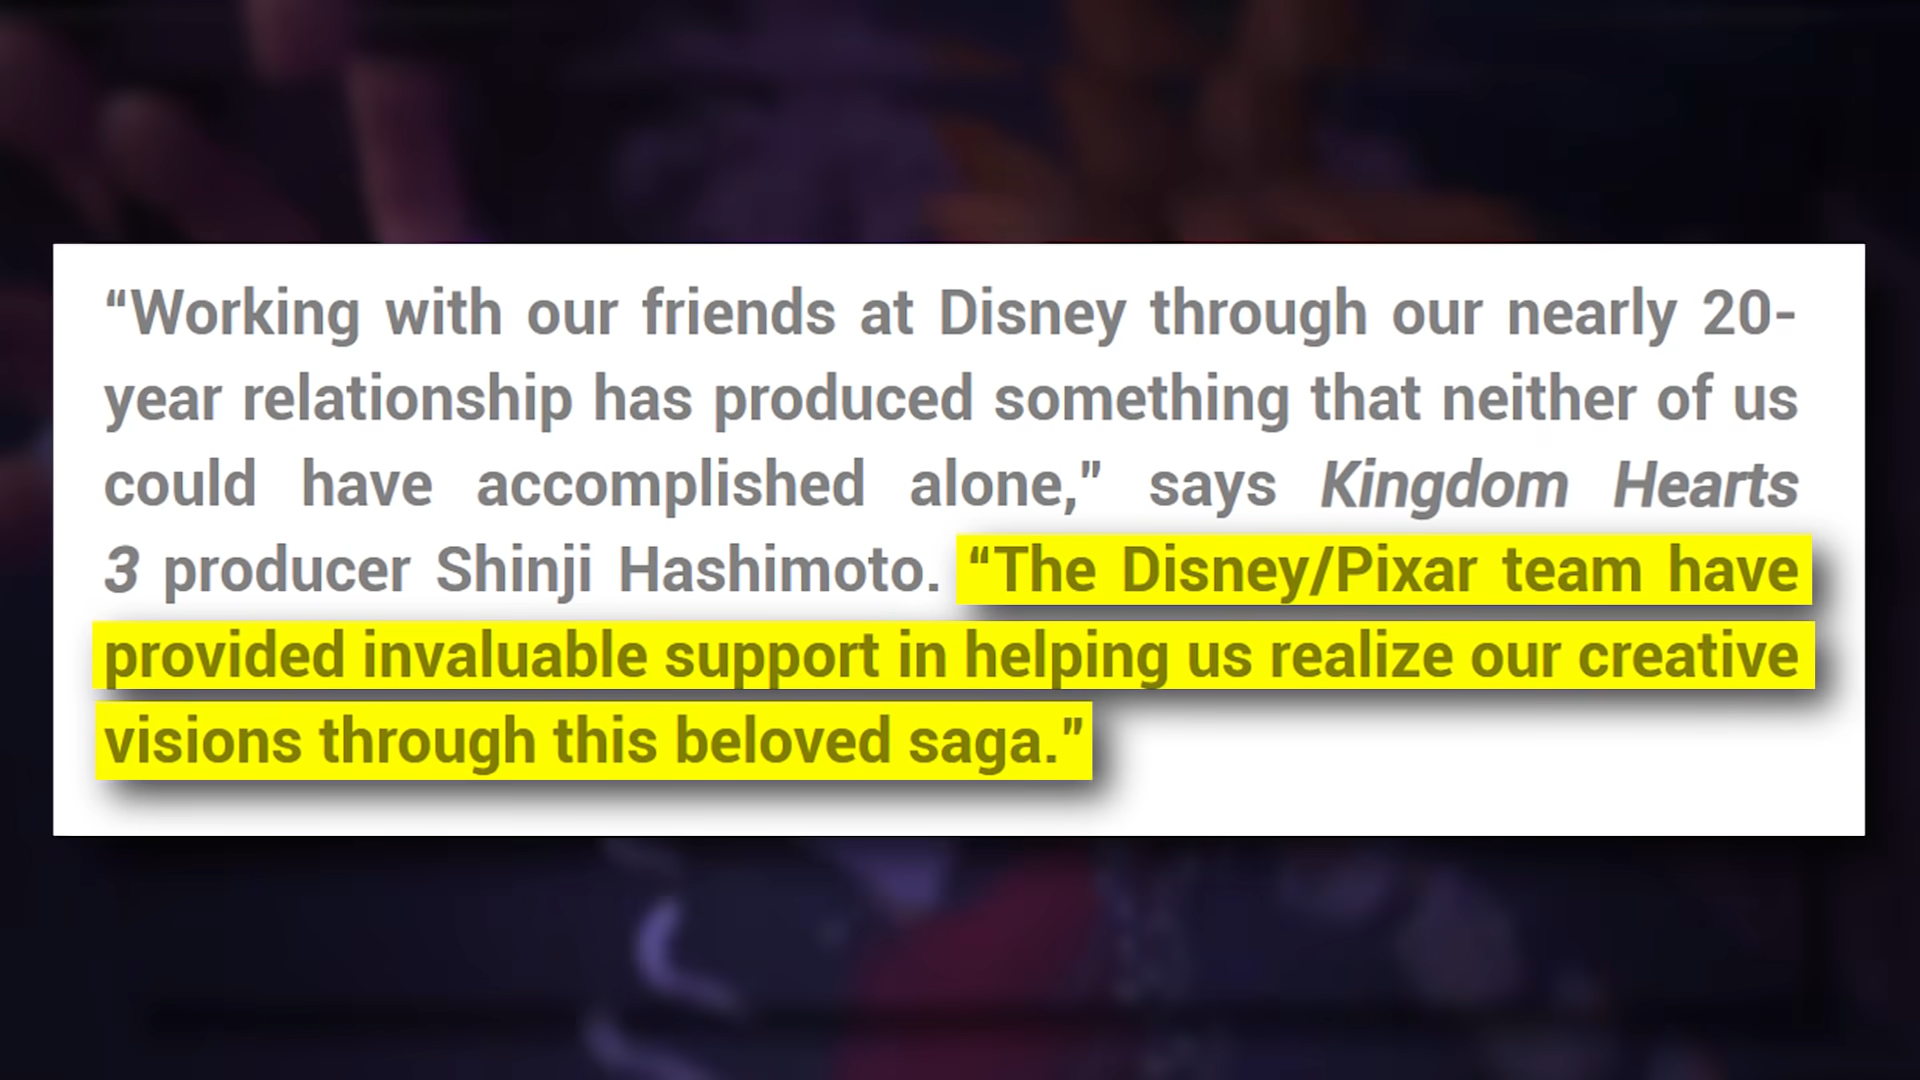 “Working with our friends at Disney through our nearly 20-
year relationship has produced something that neither of us
could have accomplished alone,” says Kingdom Hearts
3 producer Shinji Hashimoto. “The Disney/Pixar team have
provided invaluable support in helping us realize our creative
visions through this beloved saga.”